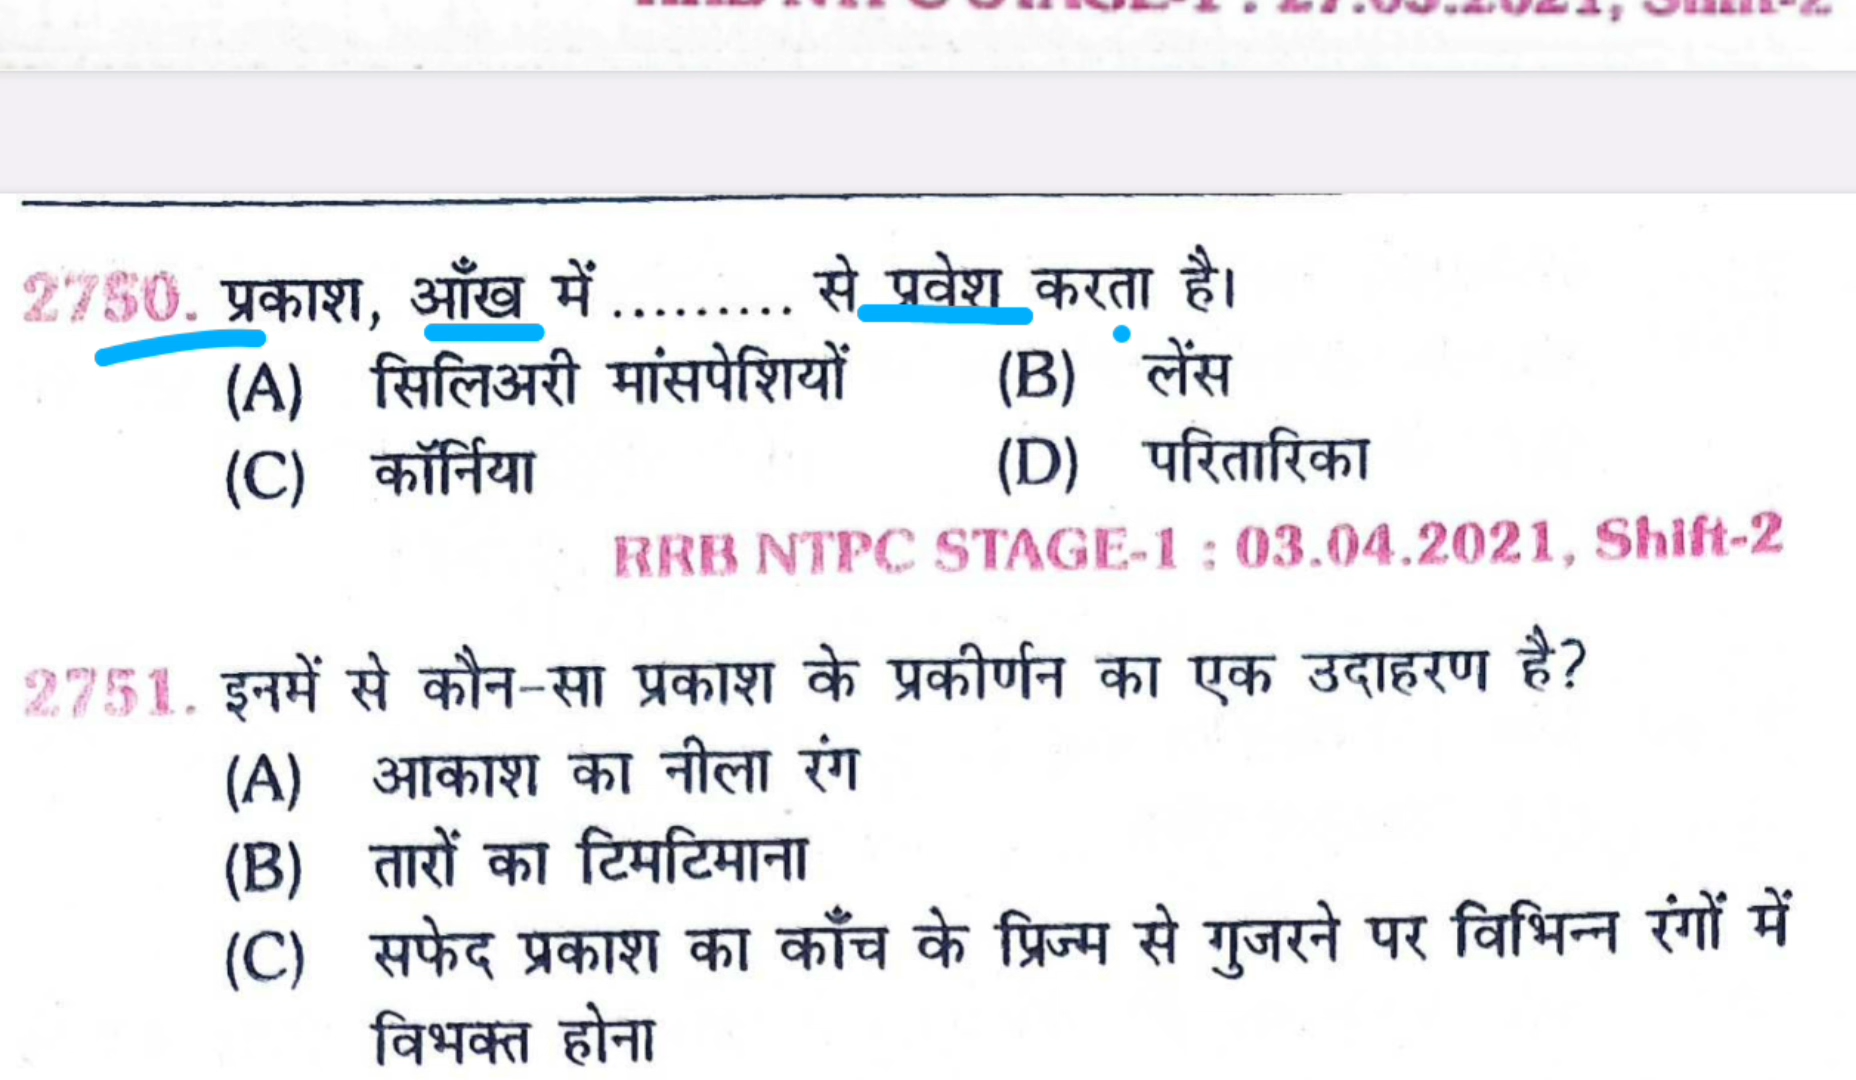 2750. प्रकाश, आँख में ......... से प्रवेश करता है।
(A) सिलिअरी मांसपेशियों (B) लेंस
(C) कॉर्निया (D) परितारिका
RRB NTPC STAGE-1 : 03.04.2021, Shift-2
2751. इनमें से कौन-सा प्रकाश के प्रकीर्णन का एक उदाहरण है?
(A) आकाश का नीला रंग
(B) तारों का टिमटिमाना
(C) सफेद प्रकाश का काँच के प्रिज्म से गुजरने पर विभिन्न रंगों में
विभक्त होना